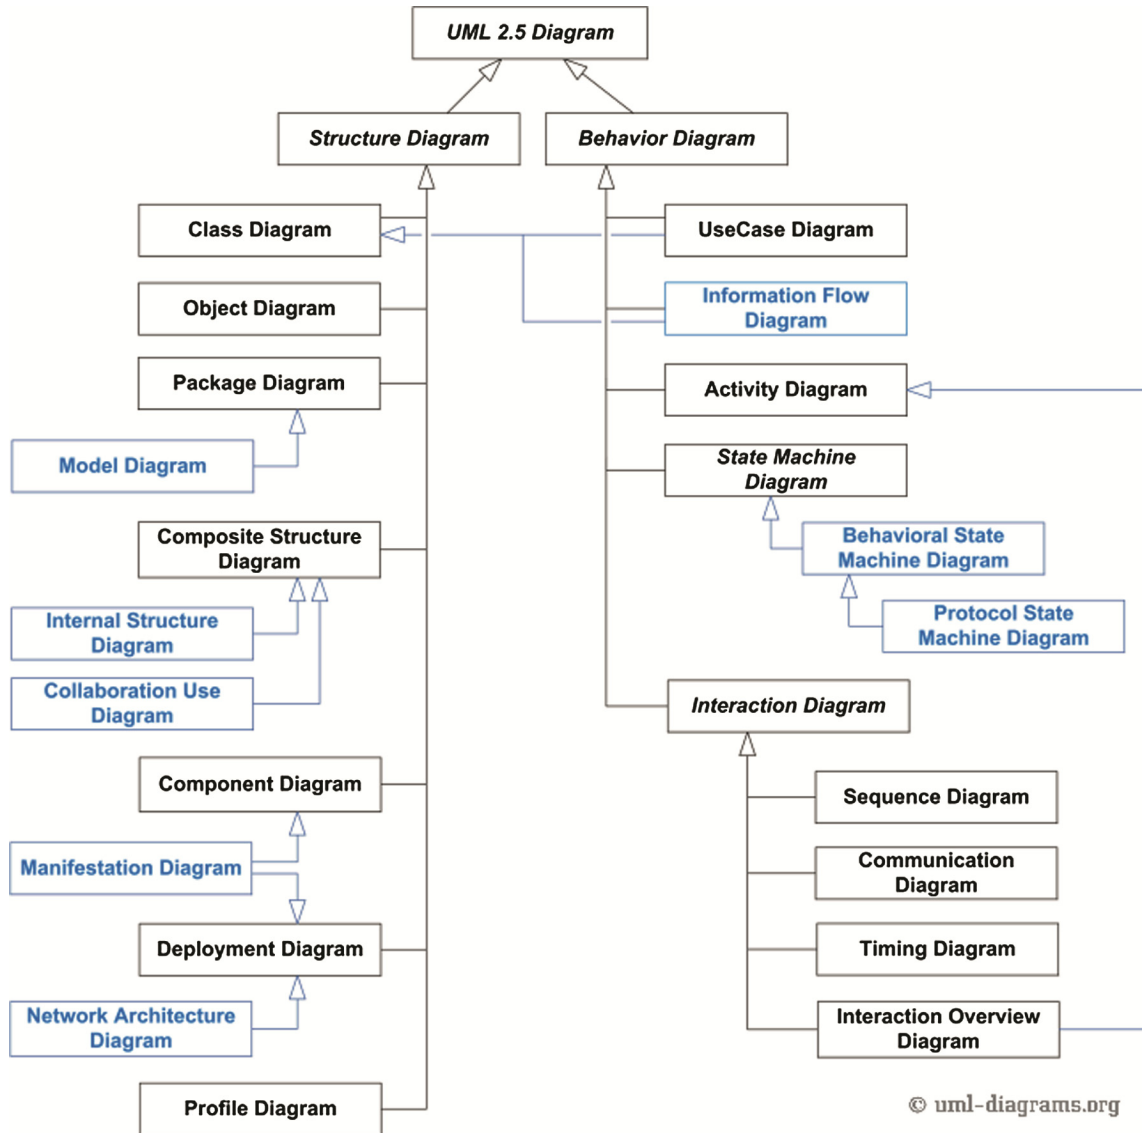 UML 2.5 Diagram
Structure Diagram
Behavior Diagram
Class Diagram
UseCase Diagram
Object Diagram
Information Flow
Diagram
Package Diagram
Activity Diagram
Model Diagram
State Machine
Diagram
Composite Structure
Diagram
Behavioral State
Machine Diagram
Internal Structure
Diagram
Protocol State
Machine Diagram
Collaboration Use
Diagram
Interaction Diagram
Component Diagram
Sequence Diagram
Manifestation Diagram
Communication
Diagram
Deployment Diagram
Timing Diagram
Network Architecture
Diagram
Interaction Overview
Diagram
Profile Diagram
© uml-diagrams.org